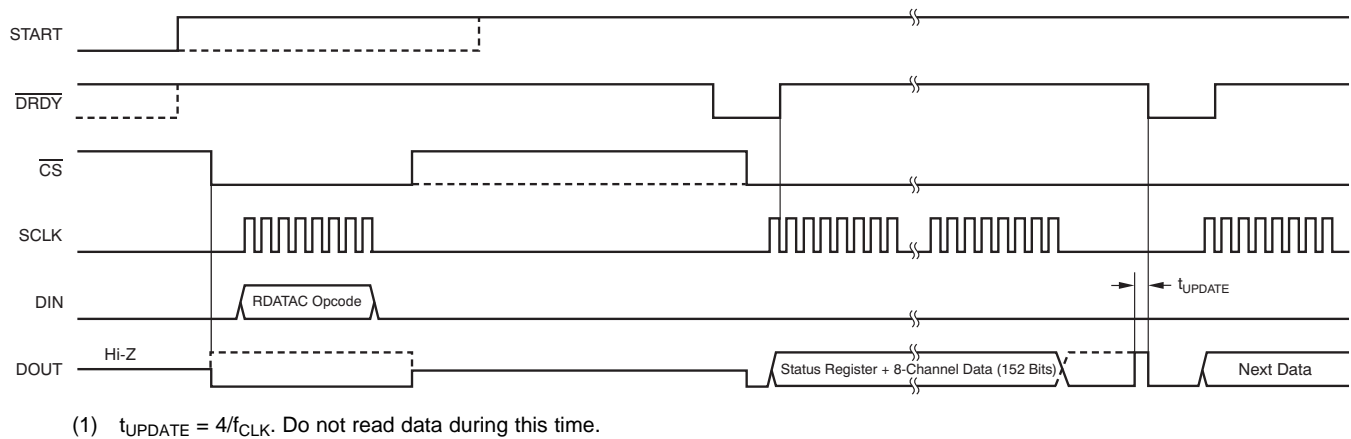 START
DRDY
CS
SCLK
t_UPDATE
DIN
RDATAC Opcode
Hi-Z
DOUT
Status Register + 8-Channel Data (152 Bits)
Next Data
(1) t_UPDATE = 4/f_CLK. Do not read data during this time.